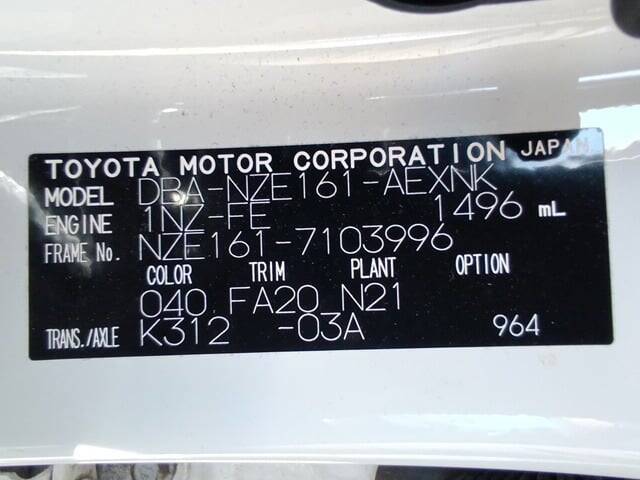 TOYOTA MOTOR CORPORATION JAPAN
MODEL DBA-NZE161-AEXNK
ENGINE 1NZ-FE 1496 mL
FRAME No. NZE161-7103996
COLOR TRIM PLANT OPTION
040 FA20 N21
TRANS./AXLE K312 -03A 964